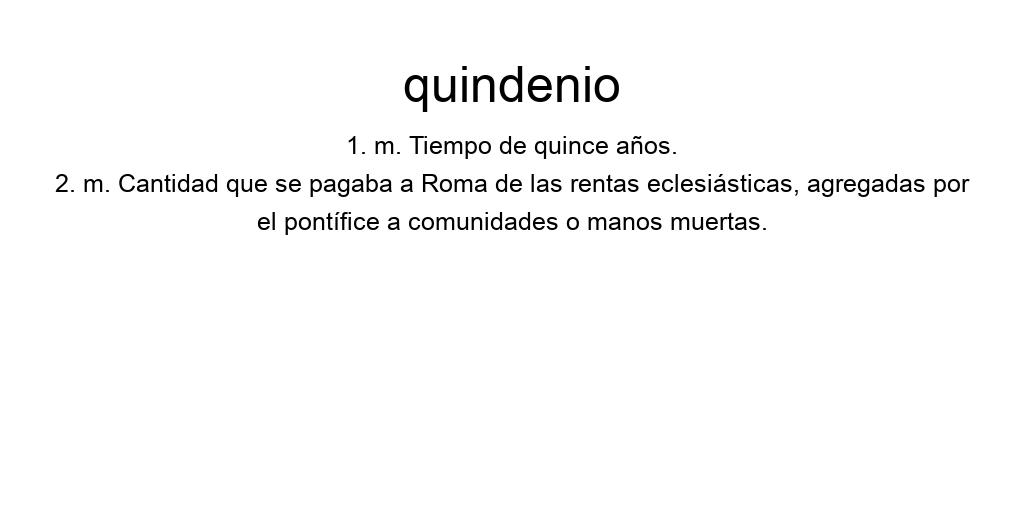 quindenio
1. m. Tiempo de quince años.
2. m. Cantidad que se pagaba a Roma de las rentas eclesiásticas, agregadas por
el pontífice a comunidades o manos muertas.